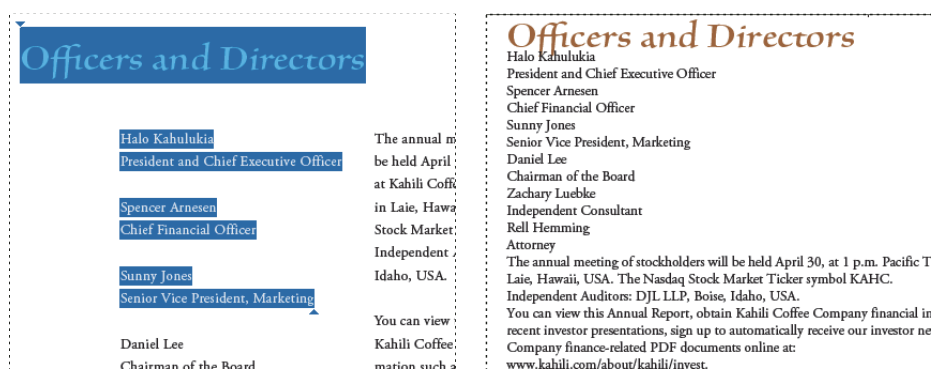 Officers and Directors
Halo Kahulukia
President and Chief Executive Officer
Spencer Arnesen
Chief Financial Officer
Sunny Jones
Senior Vice President, Marketing
Daniel Lee
Chairman of the Board
The annual
be held April
at Kahili
in Laie,
Stock Market
Independent
Idaho, USA.
You can view
Kahili Coffee
mation such
Officers and Directors
Halo Kahulukia
President and Chief Executive Officer
Spencer Arnesen
Chief Financial Officer
Sunny Jones
Senior Vice President, Marketing
Daniel Lee
Chairman of the Board
Zachary Luebke
Independent Consultant
Rell Hemming
Attorney
The annual meeting of stockholders will be held April 30, at 1 p.m. Pacific
Laie, Hawaii, USA. The Nasdaq Stock Market Ticker symbol KAHC.
Independent Auditors: DJL LLP, Boise, Idaho, USA.
You can view this Annual Report, obtain Kahili Coffee Company financial
recent investor presentations, sign up to automatically receive our investor
Company finance-related PDF documents online at:
www.kahili.com/about/kahili/invest.